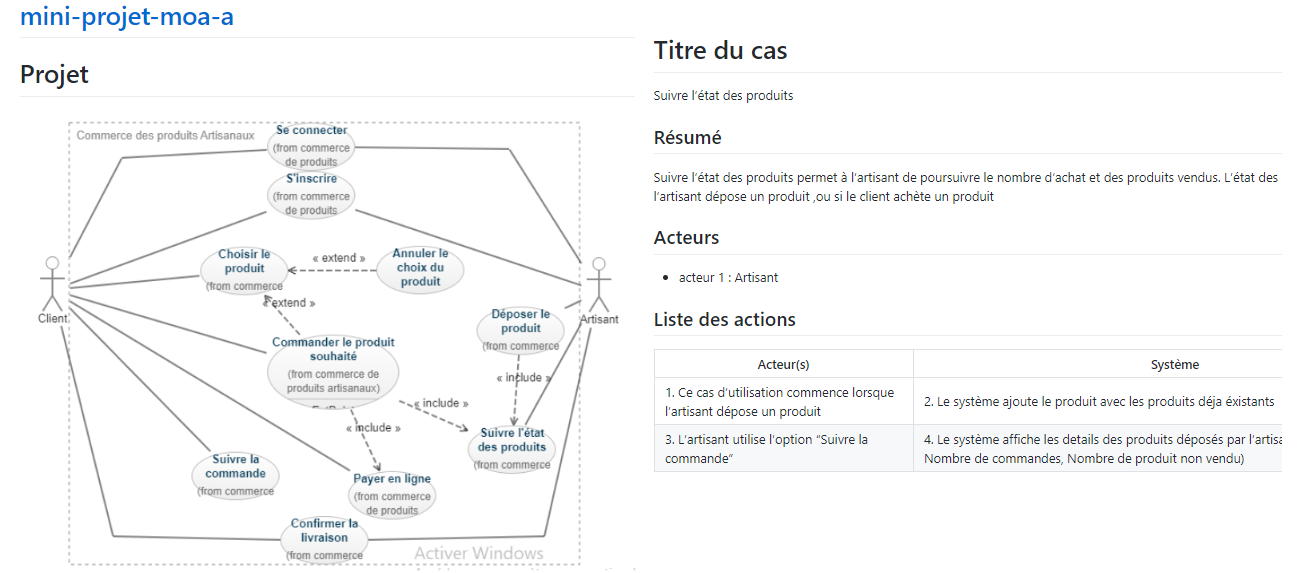 mini-projet-moa-a
Projet
Commerce des produits Artisanaux
Se connecter
(from commerce
de produits
S'inscrire
(from commerce
de produits
Choisir le
produit
(from commerce
« extend »
Annuler le
choix du
produit
« extend »
Client
Artisant
Déposer le
produit
(from commerce
Commander le produit
souhaité
(from commerce de
produits artisanaux)
« include »
« include »
« include »
Suivre l'état
des produits
(from commerce
Suivre la
commande
(from commerce
Payer en ligne
(from commerce
de produits
Confirmer la
livraison
(from commerce
Activer Windows
Titre du cas
Suivre l’état des produits
Résumé
Suivre l’état des produits permet à l’artisan de poursuivre le nombre d’achat et des produits vendus. L’état des
l’artisant dépose un produit ,ou si le client achète un produit
Acteurs
acteur 1 : Artisant
Liste des actions
Acteur(s)
Système
1. Ce cas d’utilisation commence lorsque
l’artisant dépose un produit
2. Le système ajoute le produit avec les produits déja éxistants
3. L’artisant utilise l’option “Suivre la
commande”
4. Le système affiche les details des produits déposés par l’artisa
Nombre de commandes, Nombre de produit non vendu)